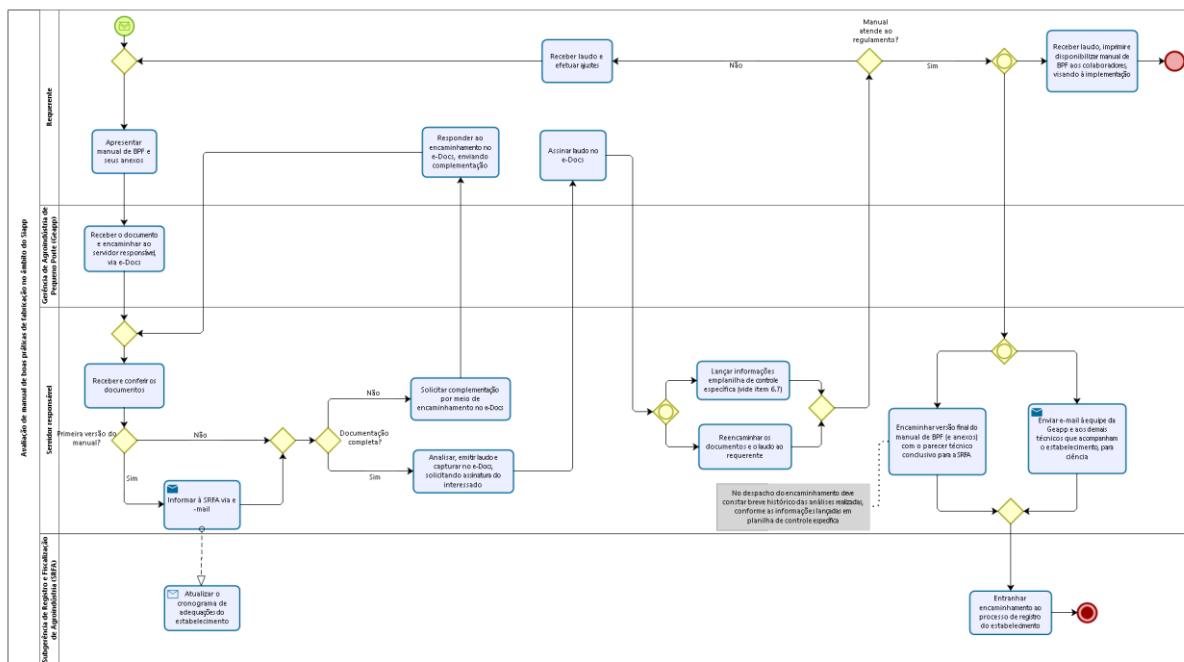 Avaliação de manual de boas práticas de fabricação no âmbito do Siapp
Requerente
Manual
atende ao
regulamento?
Receber laudo e
efetuar ajustes
Não
Sim
Receber laudo, imprimir e
disponibilizar manual de
BPF aos colaboradores,
visando à implementação
Apresentar
manual de BPF e
seus anexos
Responder ao
encaminhamento no
e-Docs, enviando
complementação
Assinar laudo no
e-Docs
Gerência de Agroindústria de
Pequeno Porte (Geapp)
Receber o documento
e encaminhar ao
servidor responsável,
via e-Docs
Servidor responsável
Receber e conferir os
documentos
Primeira versão do
manual?
Não
Sim
Informar à SRFA via e
-mail
Documentação
completa?
Não
Sim
Solicitar complementação
por meio de
encaminhamento no e-Docs
Analisar, emitir laudo e
capturar no e-Docs,
solicitando assinatura do
interessado
Lançar informações
em planilha de controle
específica (vide item 6.7)
Reencaminhar os
documentos e o laudo ao
requerente
Encaminhar versão final do
manual de BPF (e anexos)
com o parecer técnico
conclusivo para a SRFA
Enviar e-mail à equipe da
Geapp e aos demais
técnicos que acompanham
o estabelecimento, para
ciência
No despacho do encaminhamento deve
constar breve histórico das análises realizadas,
conforme as informações lançadas em
planilha de controle específica
Subgerência de Registro e Fiscalização
de Agroindústria (SRFA)
Atualizar o
cronograma de
adequações do
estabelecimento
Entranhar
encaminhamento ao
processo de registro
do estabelecimento